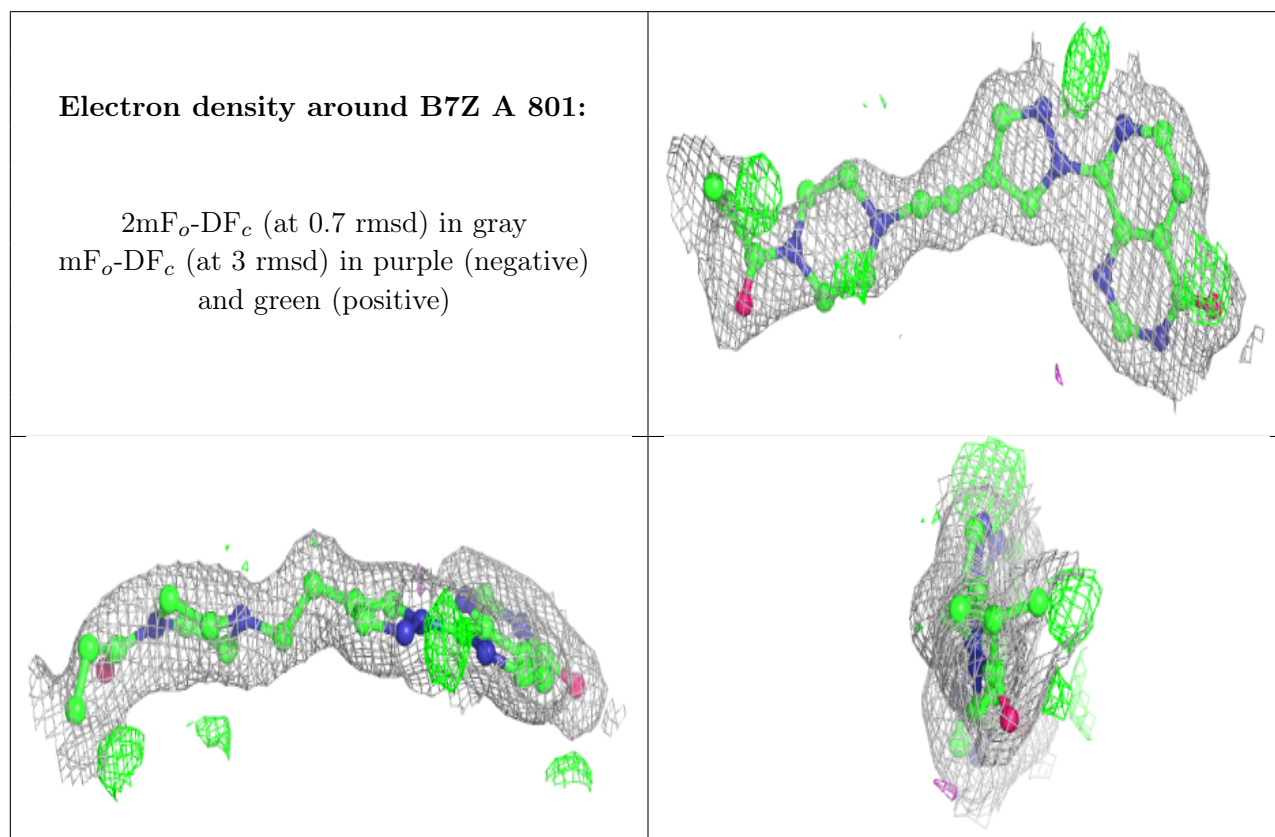 Electron density around B7Z A 801:
2mFₒ-DF𝒸 (at 0.7 rmsd) in gray
mFₒ-DF𝒸 (at 3 rmsd) in purple (negative)
and green (positive)